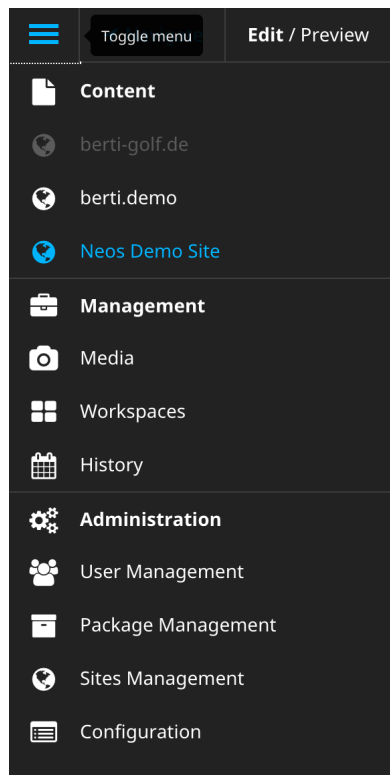 Toggle menu
Edit / Preview
Content
berti-golf.de
berti.demo
Neos Demo Site
Management
Media
Workspaces
History
Administration
User Management
Package Management
Sites Management
Configuration